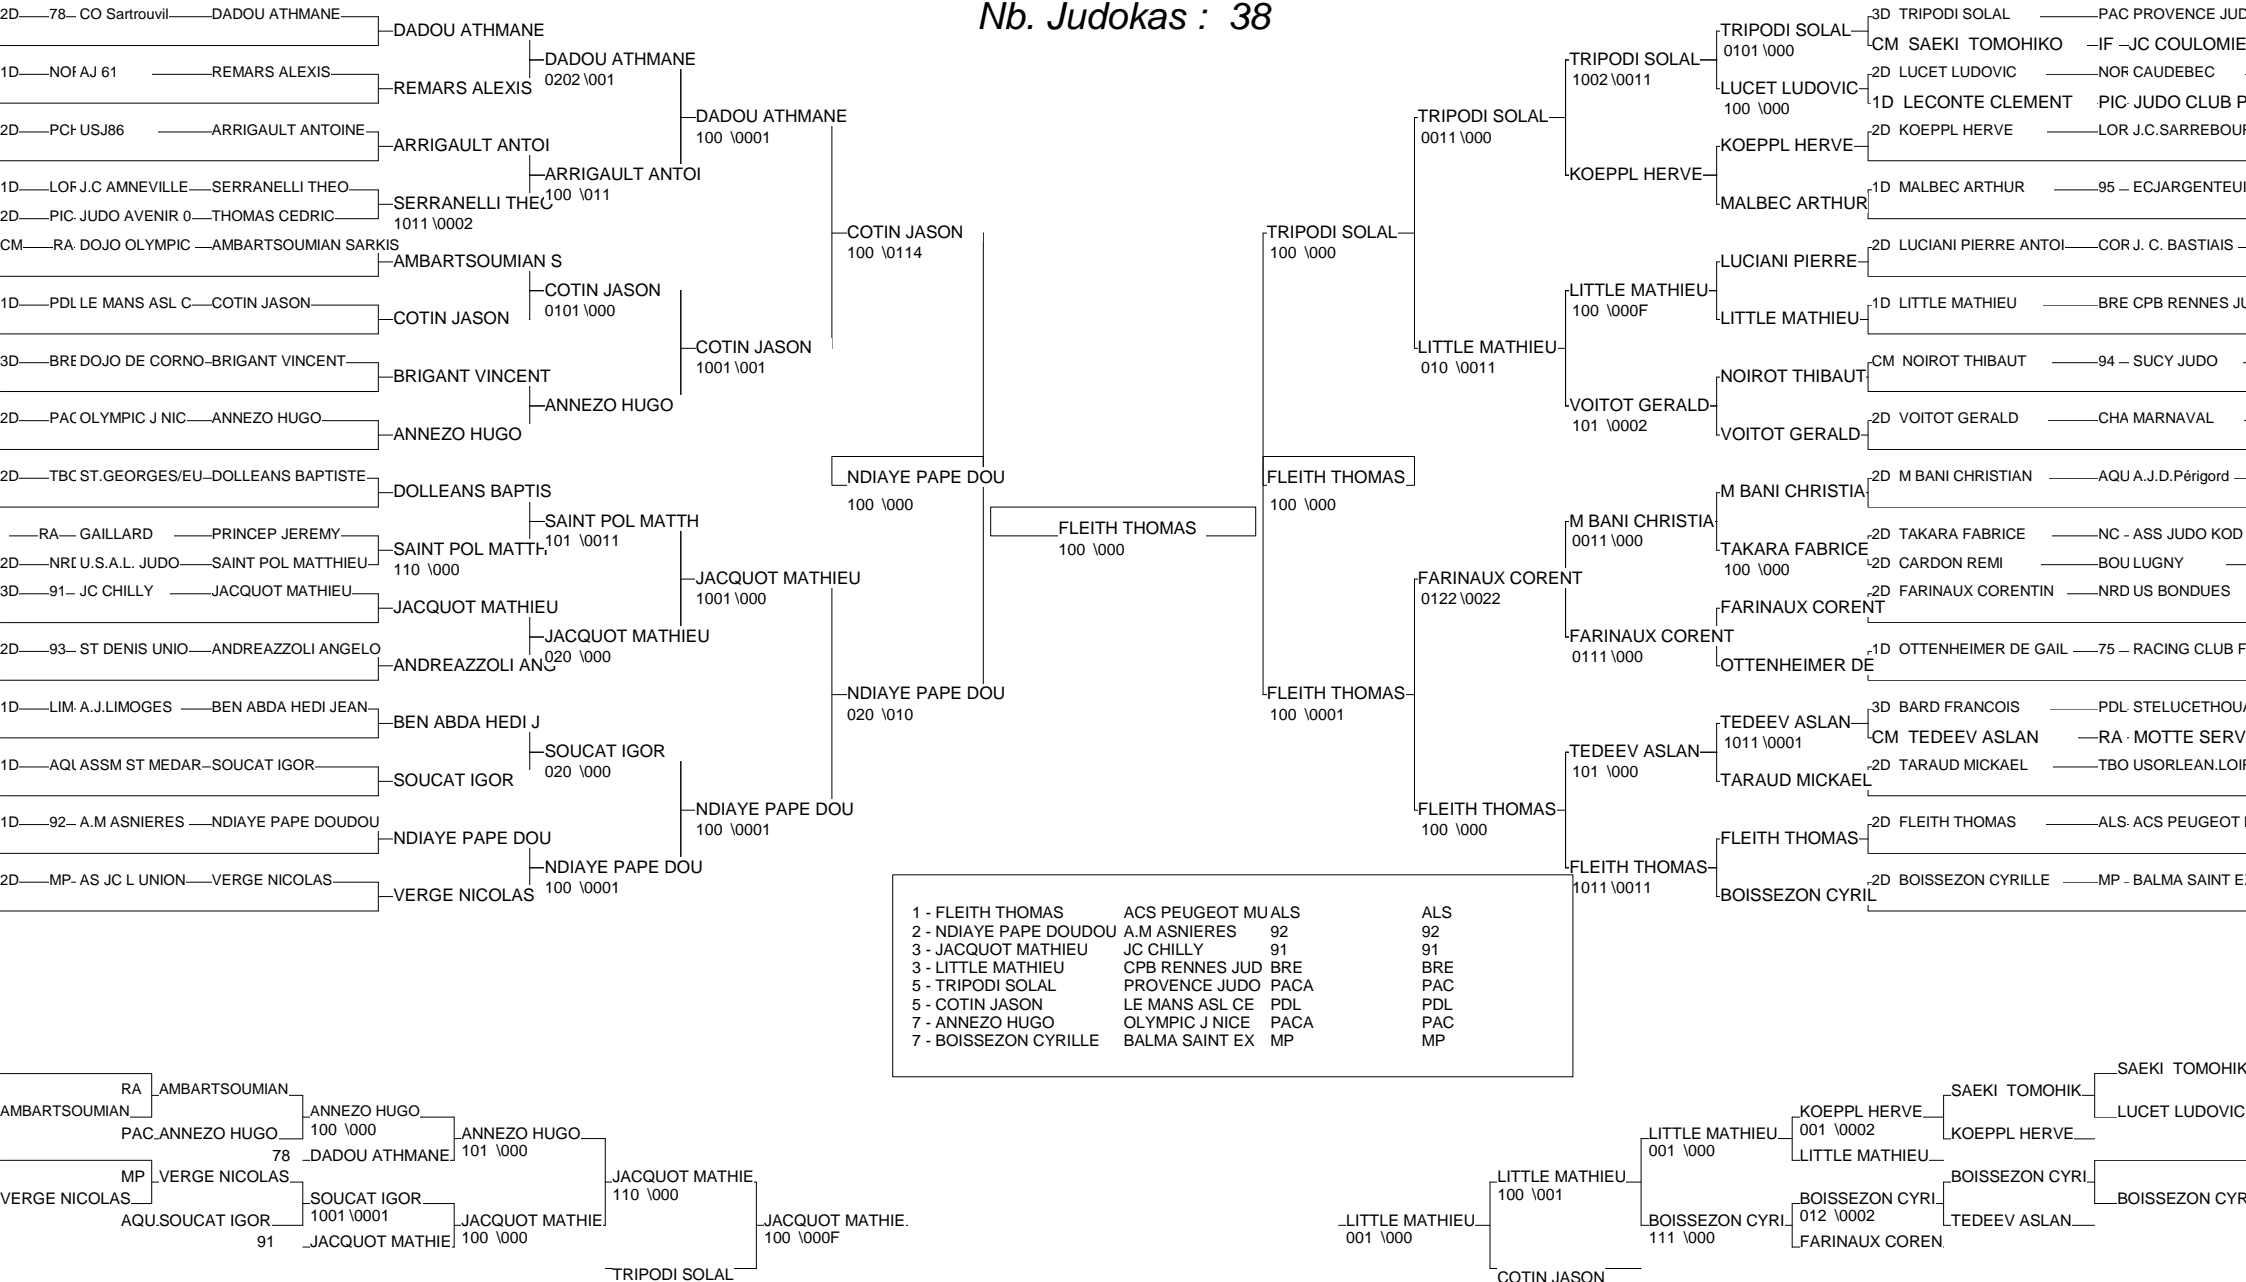 Nb. Judokas : 38
2D 78 CO Sartrouvil DADOU ATHMANE
1D NOR AJ 61 REMARS ALEXIS
2D PCH USJ86 ARRIGAULT ANTOINE
1D LOR J.C AMNEVILLE SERRANELLI THEO
2D PIC JUDO AVENIR 0 THOMAS CEDRIC
CM RA DOJO OLYMPIC AMBARTSOUMIAN SARKIS
1D PDL LE MANS ASL C COTIN JASON
3D BRE DOJO DE CORNO BRIGANT VINCENT
2D PAC OLYMPIC J NIC ANNEZO HUGO
2D TBO ST.GEORGES/EU DOLLEANS BAPTISTE
RA GAILLARD PRINCEP JEREMY
2D NRD U.S.A.L. JUDO SAINT POL MATTHIEU
3D 91 JC CHILLY JACQUOT MATHIEU
2D 93 ST DENIS UNIO ANDREAZZOLI ANGELO
1D LIM A.J.LIMOGES BEN ABDA HEDI JEAN
1D AQU ASSM ST MEDAR SOUCAT IGOR
1D 92 A.M ASNIERES NDIAYE PAPE DOUDOU
2D MP AS JC L UNION VERGE NICOLAS
DADOU ATHMANE
REMARS ALEXIS
ARRIGAULT ANTOI
SERRANELLI THEO
1011 \0002
AMBARTSOUMIAN S
COTIN JASON
BRIGANT VINCENT
ANNEZO HUGO
DOLLEANS BAPTIS
SAINT POL MATTH
110 \000
JACQUOT MATHIEU
ANDREAZZOLI ANG
BEN ABDA HEDI J
SOUCAT IGOR
NDIAYE PAPE DOU
VERGE NICOLAS
DADOU ATHMANE
0202 \001
ARRIGAULT ANTOI
100 \011
COTIN JASON
0101 \000
ANNEZO HUGO
SAINT POL MATTH
101 \0011
JACQUOT MATHIEU
020 \000
SOUCAT IGOR
020 \000
NDIAYE PAPE DOU
100 \0001
DADOU ATHMANE
100 \0001
COTIN JASON
1001 \001
JACQUOT MATHIEU
1001 \000
NDIAYE PAPE DOU
100 \0001
COTIN JASON
100 \0114
NDIAYE PAPE DOU
020 \010
NDIAYE PAPE DOU
100 \000
FLEITH THOMAS
100 \000
FLEITH THOMAS
100 \000
TRIPODI SOLAL
100 \000
FLEITH THOMAS
100 \0001
TRIPODI SOLAL
0011 \000
LITTLE MATHIEU
010 \0011
FARINAUX CORENT
0122 \0022
FLEITH THOMAS
100 \000
TRIPODI SOLAL
1002 \0011
KOEPPL HERVE
LITTLE MATHIEU
100 \000F
VOITOT GERALD
101 \0002
M BANI CHRISTIA
0011 \000
FARINAUX CORENT
0111 \000
TEDEEV ASLAN
101 \000
FLEITH THOMAS
1011 \0011
TRIPODI SOLAL
0101 \000
LUCET LUDOVIC
100 \000
KOEPPL HERVE
MALBEC ARTHUR
LUCIANI PIERRE
LITTLE MATHIEU
NOIROT THIBAUT
VOITOT GERALD
M BANI CHRISTIA
TAKARA FABRICE
100 \000
FARINAUX CORENT
OTTENHEIMER DE
TEDEEV ASLAN
1011 \0001
TARAUD MICKAEL
FLEITH THOMAS
BOISSEZON CYRIL
3D TRIPODI SOLAL PAC PROVENCE JUD
CM SAEKI TOMOHIKO IF JC COULOMIE
2D LUCET LUDOVIC NOR CAUDEBEC
1D LECONTE CLEMENT PIC JUDO CLUB P
2D KOEPPL HERVE LOR J.C.SARREBOUR
1D MALBEC ARTHUR 95 ECJARGENTEUI
2D LUCIANI PIERRE ANTOI COR J. C. BASTIAIS
1D LITTLE MATHIEU BRE CPB RENNES JU
CM NOIROT THIBAUT 94 SUCY JUDO
2D VOITOT GERALD CHA MARNAVAL
2D M BANI CHRISTIAN AQU A.J.D.Périgord
2D TAKARA FABRICE NC ASS JUDO KOD
2D CARDON REMI BOU LUGNY
2D FARINAUX CORENTIN NRD US BONDUES
1D OTTENHEIMER DE GAIL 75 RACING CLUB F
3D BARD FRANCOIS PDL STELUCETHOUA
CM TEDEEV ASLAN RA MOTTE SERV
2D TARAUD MICKAEL TBO USORLEAN.LOIR
2D FLEITH THOMAS ALS ACS PEUGEOT
2D BOISSEZON CYRILLE MP BALMA SAINT EX
1 - FLEITH THOMAS ACS PEUGEOT MU ALS ALS
2 - NDIAYE PAPE DOUDOU A.M ASNIERES 92 92
3 - JACQUOT MATHIEU JC CHILLY 91 91
3 - LITTLE MATHIEU CPB RENNES JUD BRE BRE
5 - TRIPODI SOLAL PROVENCE JUDO PACA PAC
5 - COTIN JASON LE MANS ASL CE PDL PDL
7 - ANNEZO HUGO OLYMPIC J NICE PACA PAC
7 - BOISSEZON CYRILLE BALMA SAINT EX MP MP
RA AMBARTSOUMIAN
AMBARTSOUMIAN
PAC ANNEZO HUGO
ANNEZO HUGO
100 \000
78 DADOU ATHMANE
ANNEZO HUGO
101 \000
MP VERGE NICOLAS
VERGE NICOLAS
AQU SOUCAT IGOR
SOUCAT IGOR
1001 \0001
91 JACQUOT MATHIE
JACQUOT MATHIE
100 \000
JACQUOT MATHIE
110 \000
TRIPODI SOLAL
JACQUOT MATHIE.
100 \000F
LITTLE MATHIEU
001 \000
LITTLE MATHIEU
100 \001
COTIN JASON
LITTLE MATHIEU
001 \000
BOISSEZON CYRI
111 \000
KOEPPL HERVE
001 \0002
LITTLE MATHIEU
BOISSEZON CYRI
012 \0002
FARINAUX COREN
SAEKI TOMOHIK
KOEPPL HERVE
BOISSEZON CYRI
TEDEEV ASLAN
SAEKI TOMOHIK
LUCET LUDOVIC
BOISSEZON CYR